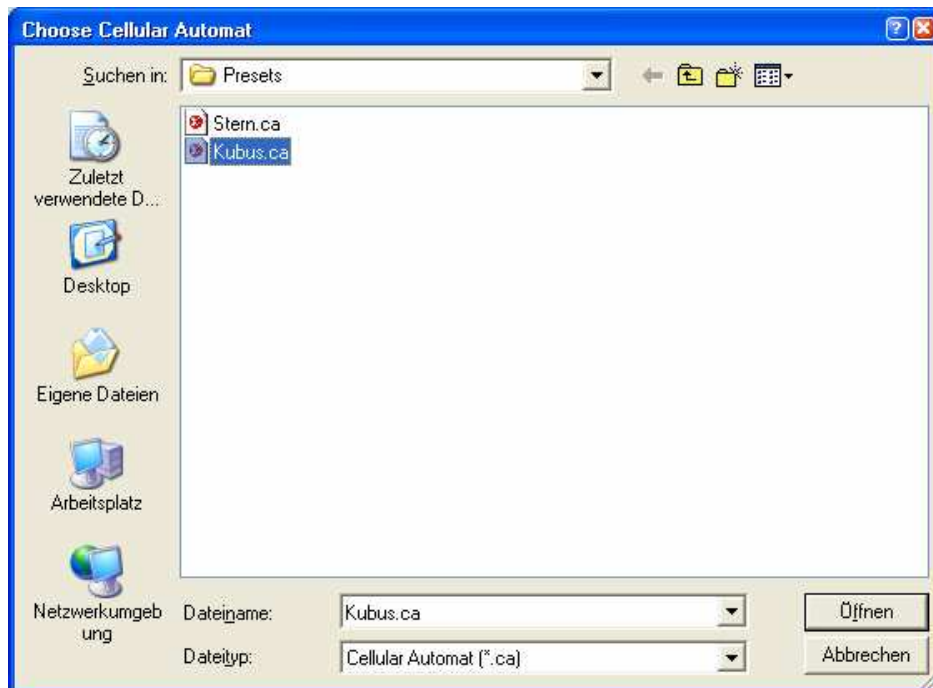 Choose Cellular Automat
Suchen in:
Presets
Stern.ca
Kubus.ca
Zuletzt
verwendete D...
Desktop
Eigene Dateien
Arbeitsplatz
Netzwerkumgeb
ung
Dateiname:
Kubus.ca
Öffnen
Dateityp:
Cellular Automat (*.ca)
Abbrechen